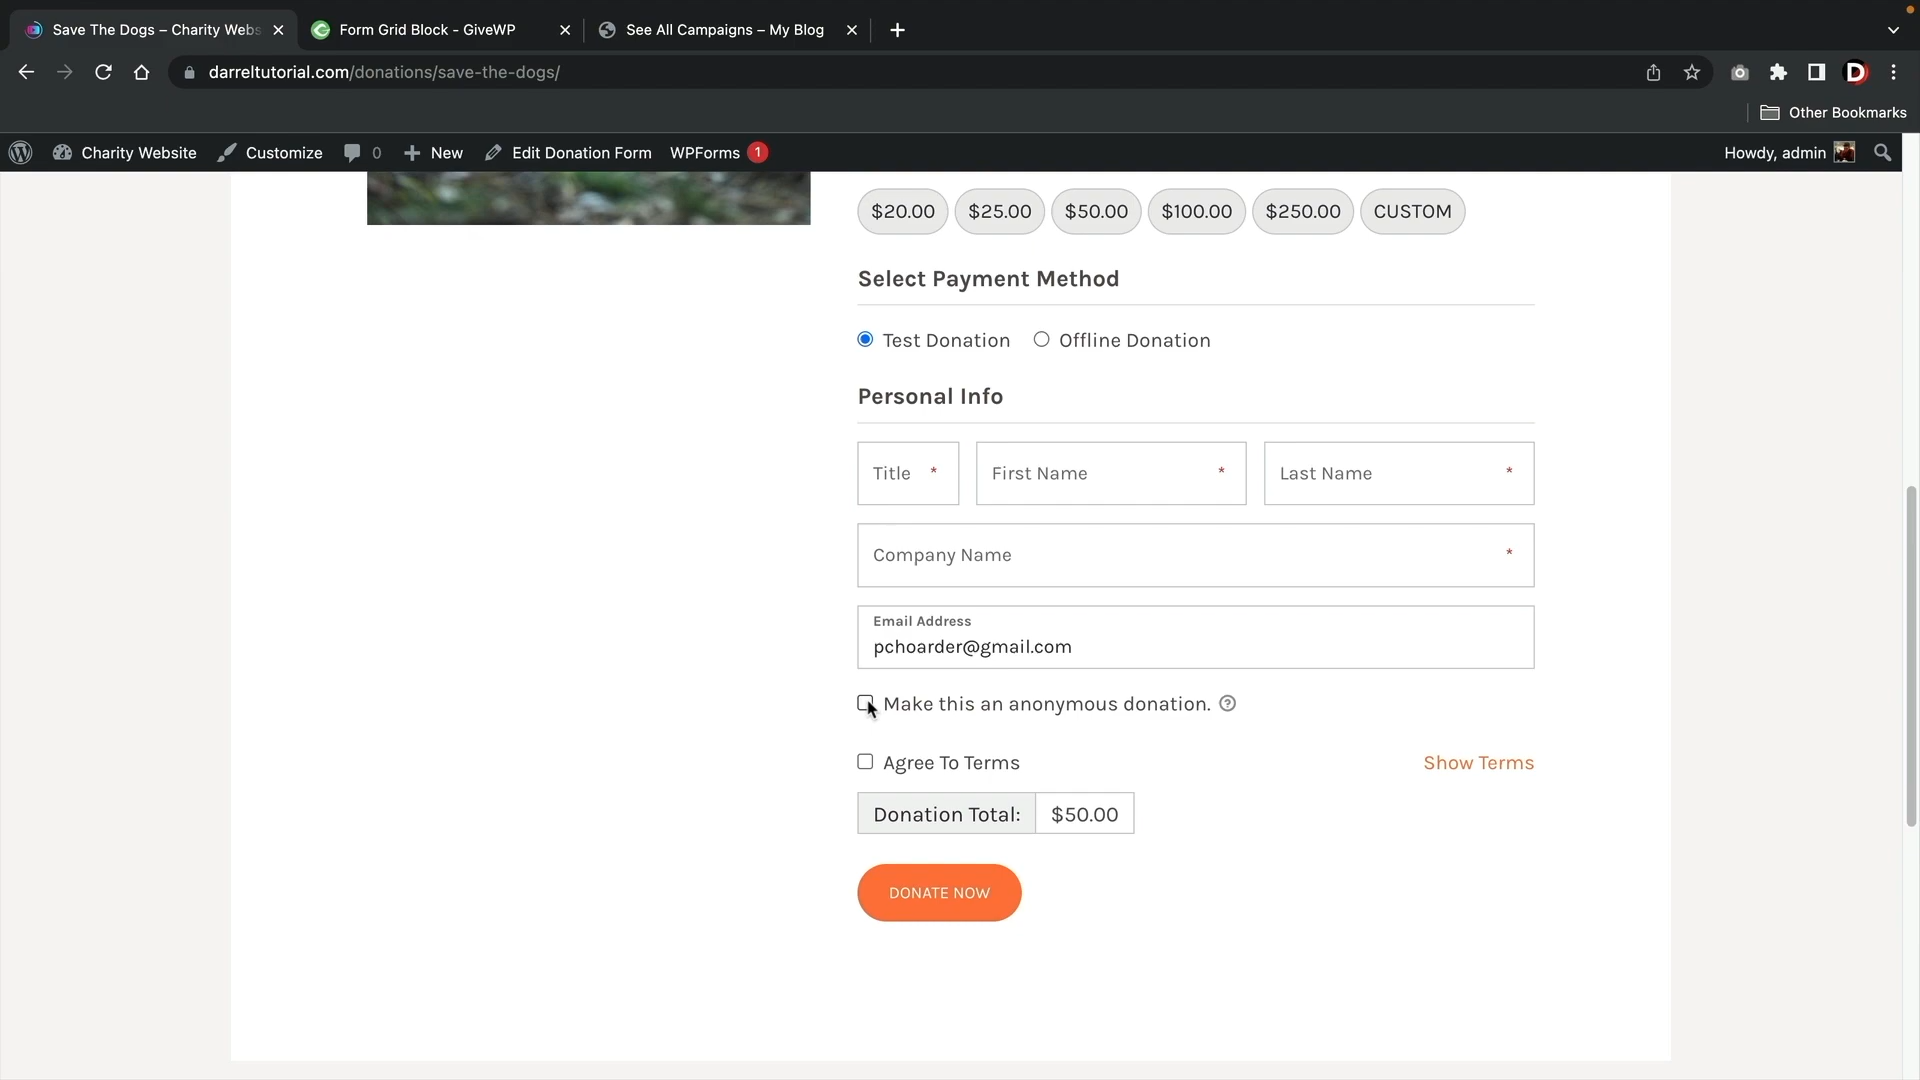 Save The Dogs – Charity Webs
Form Grid Block - GiveWP
See All Campaigns – My Blog
darreltutorial.com/donations/save-the-dogs/
Other Bookmarks
Charity Website
Customize
0
New
Edit Donation Form
WPForms 1
Howdy, admin
$20.00
$25.00
$50.00
$100.00
$250.00
CUSTOM
Select Payment Method
Test Donation
Offline Donation
Personal Info
Title *
First Name *
Last Name *
Company Name *
Email Address
pchoarder@gmail.com
Make this an anonymous donation. ?
Agree To Terms
Show Terms
Donation Total: $50.00
DONATE NOW